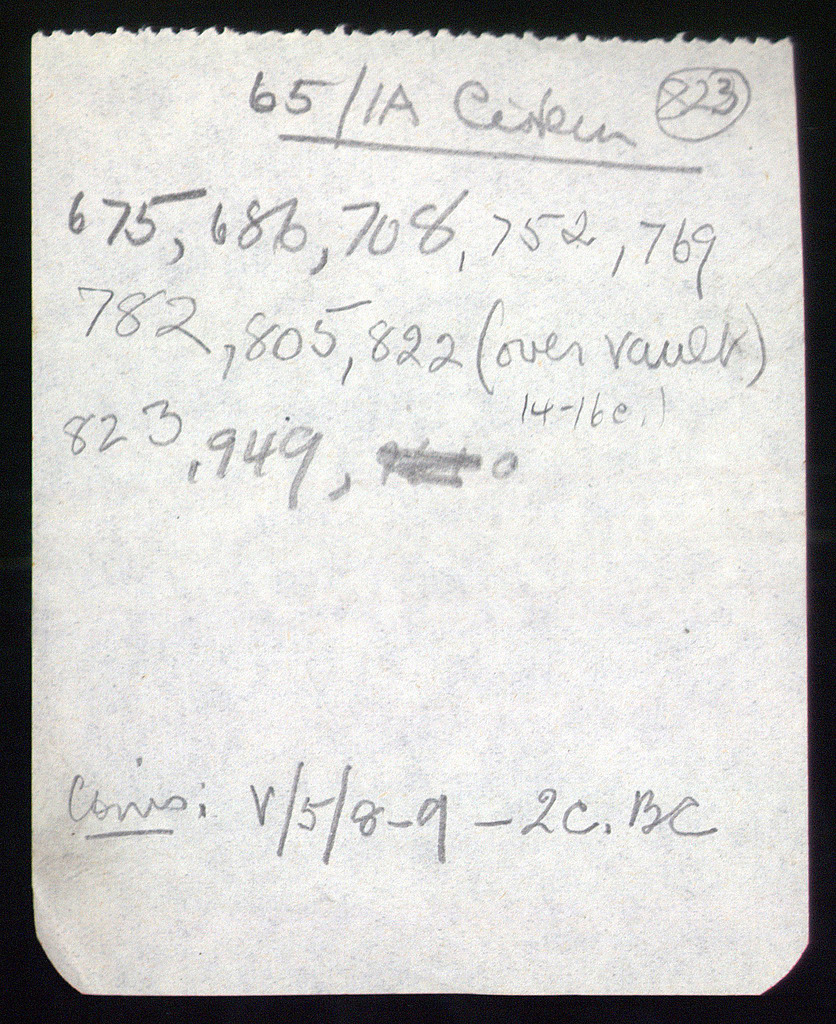 65/1A Cistern 823
675, 686, 708, 752, 769
782, 805, 822 (over vault)
14-16c.)
823, 949,
Coins: V/5/8-9 - 2c. BC